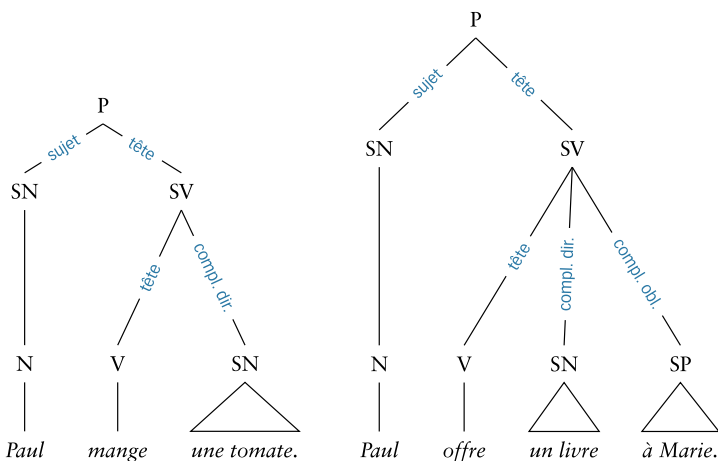 P
sujet tête
SN SV
tête compl. dir.
N V SN
Paul mange une tomate.
P
sujet tête
SN SV
tête compl. dir. compl. obl.
N V SN SP
Paul offre un livre à Marie.